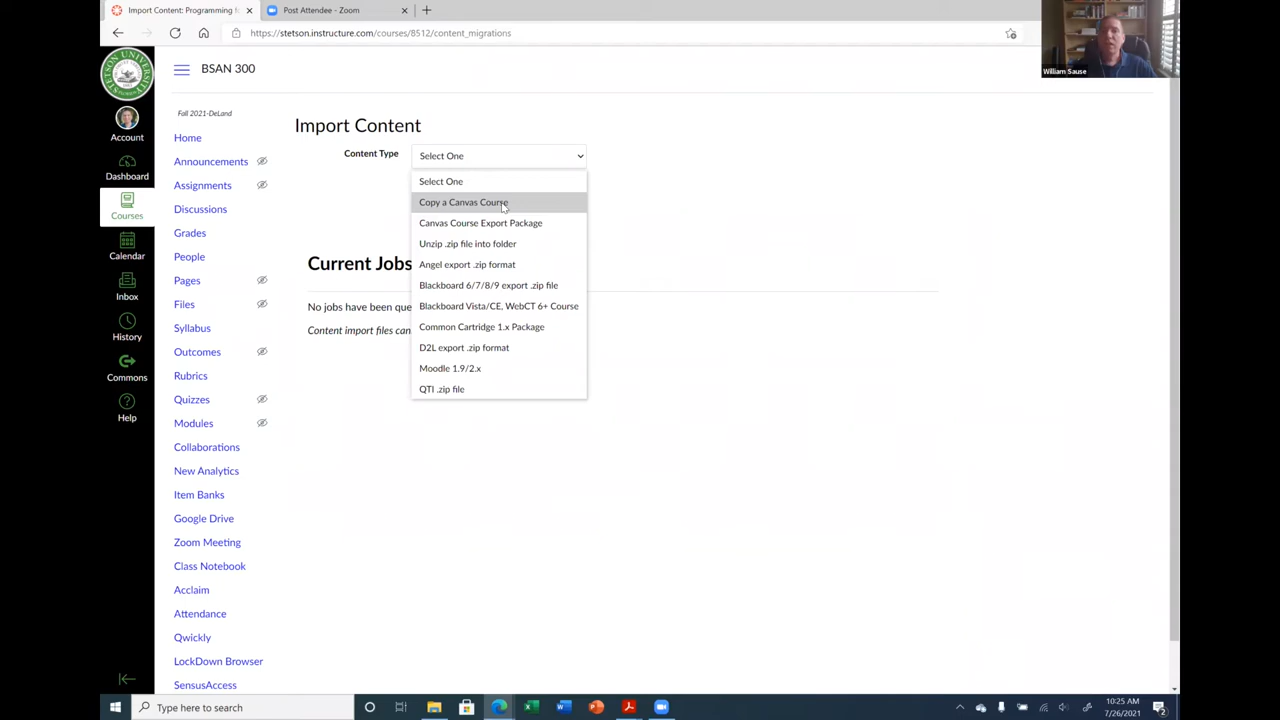 Import Content: Programming for
Post Attendee - Zoom
https://stetson.instructure.com/courses/8512/content_migrations
William Sause
STETSON UNIVERSITY
BSAN 300
Account
Dashboard
Courses
Calendar
Inbox
History
Commons
Help
Fall 2021-DeLand
Home
Announcements
Assignments
Discussions
Grades
People
Pages
Files
Syllabus
Outcomes
Rubrics
Quizzes
Modules
Collaborations
New Analytics
Item Banks
Google Drive
Zoom Meeting
Class Notebook
Acclaim
Attendance
Qwickly
LockDown Browser
SensusAccess
Import Content
Content Type
Select One
Select One
Copy a Canvas Course
Canvas Course Export Package
Unzip .zip file into folder
Angel export .zip format
Blackboard 6/7/8/9 export .zip file
Blackboard Vista/CE, WebCT 6+ Course
Common Cartridge 1.x Package
D2L export .zip format
Moodle 1.9/2.x
QTI .zip file
Current Jobs
No jobs have been que
Content import files can
Type here to search
10:25 AM
7/26/2021
2